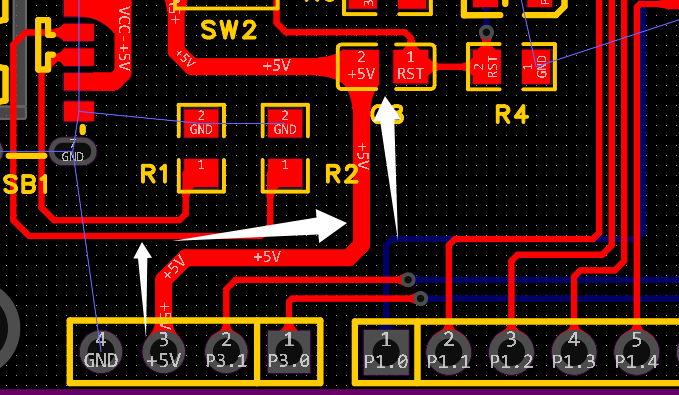 VCC-+5V
SW2
+5V
+5V
2
+5V
1
RST
2
RST
1
GND
R4
2
GND
2
GND
7
GND
+5V
R1
1
1
R2
SB1
+5V
+5V
+5V
4
GND
3
+5V
2
P3.1
1
P3.0
1
P1.0
2
P1.1
3
P1.2
4
P1.3
5
P1.4